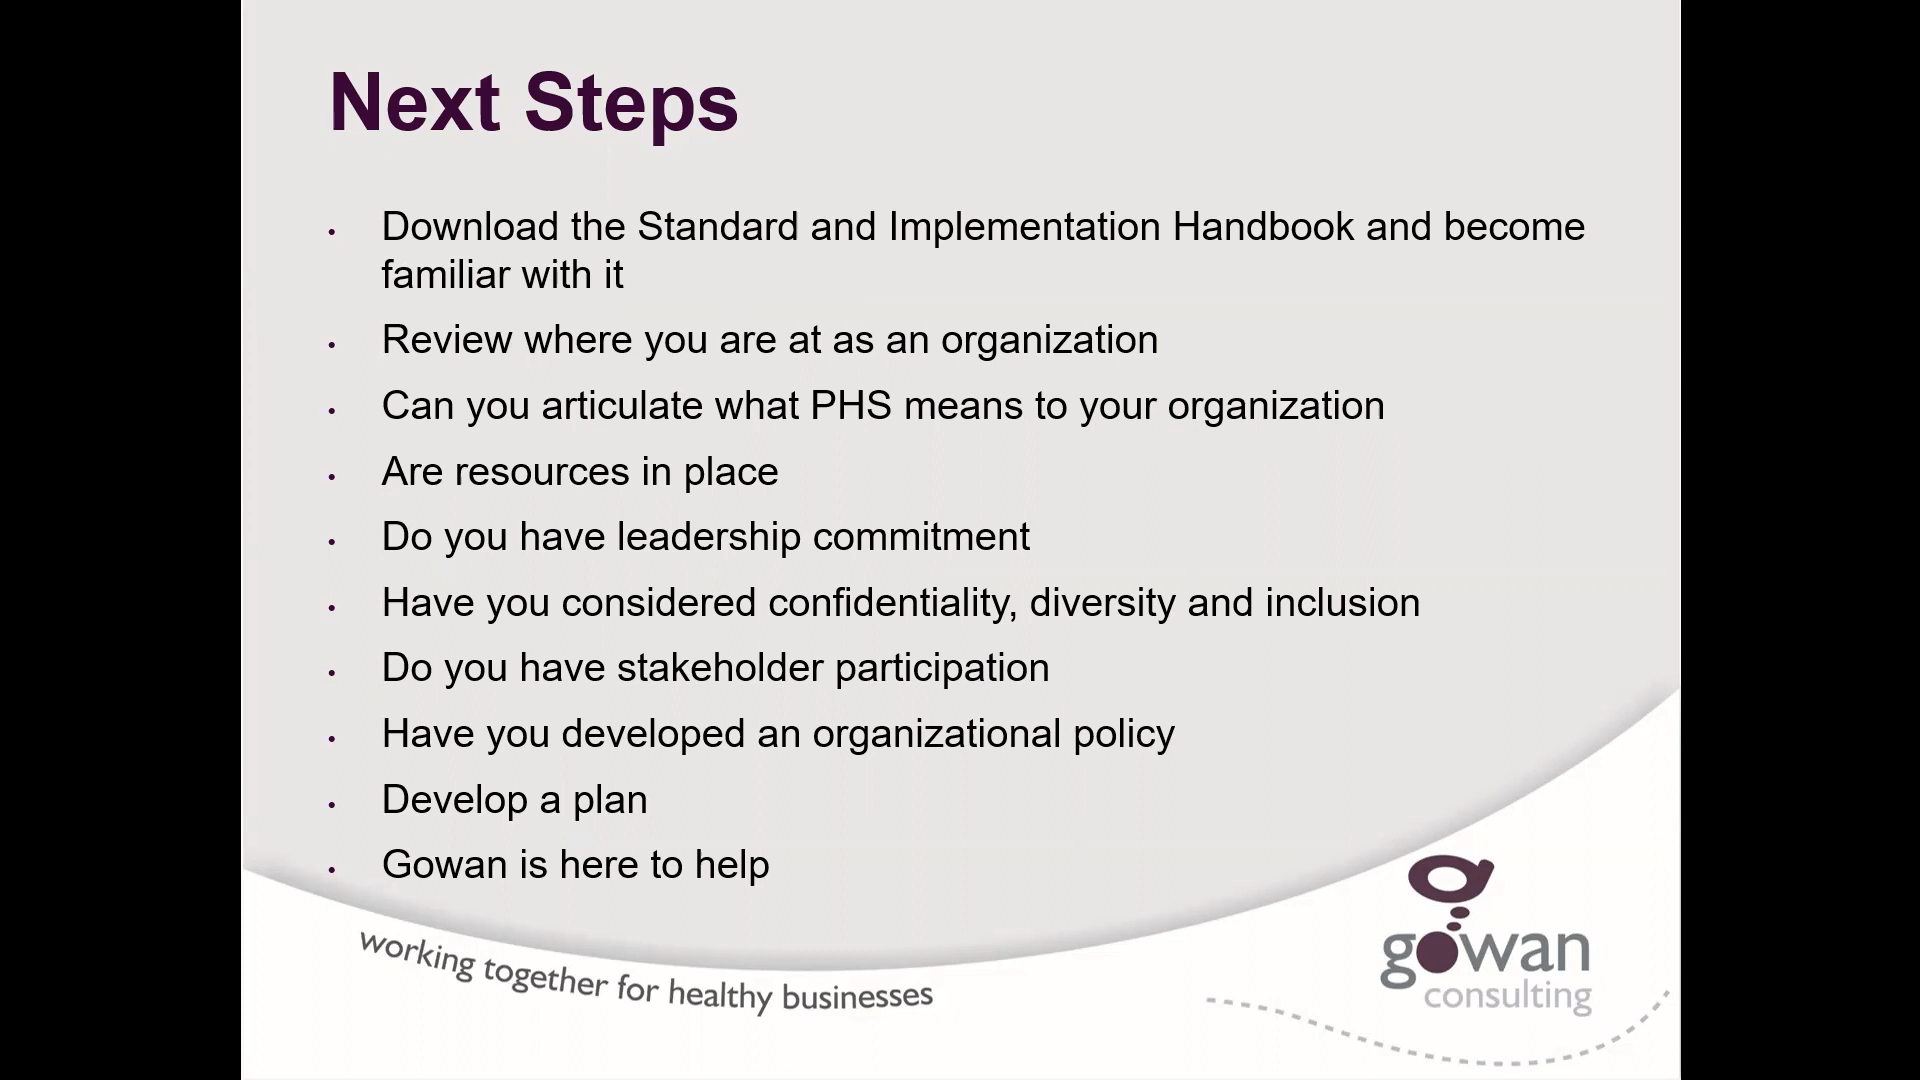 Next Steps
• Download the Standard and Implementation Handbook and become
familiar with it
• Review where you are at as an organization
• Can you articulate what PHS means to your organization
• Are resources in place
• Do you have leadership commitment
• Have you considered confidentiality, diversity and inclusion
• Do you have stakeholder participation
• Have you developed an organizational policy
• Develop a plan
• Gowan is here to help
working together for healthy businesses
gowan
consulting